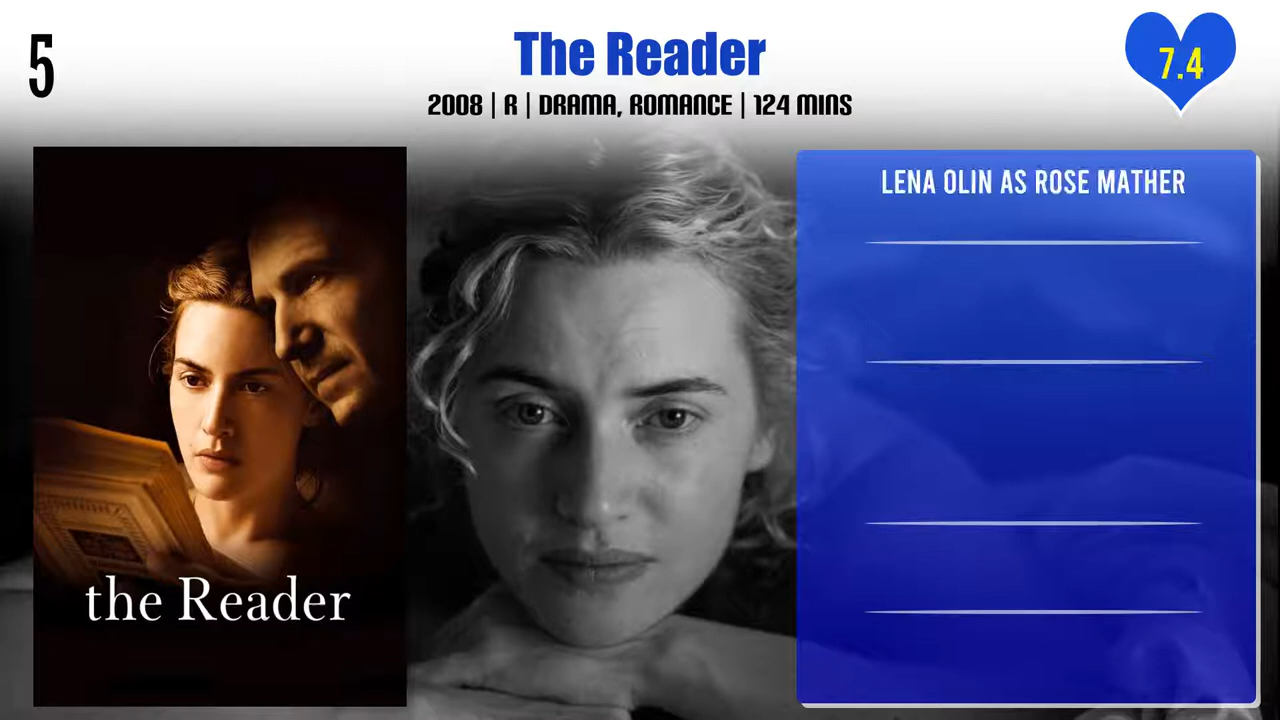 5
The Reader
7.4
2008 | R | DRAMA, ROMANCE | 124 MINS
LENA OLIN AS ROSE MATHER
the Reader